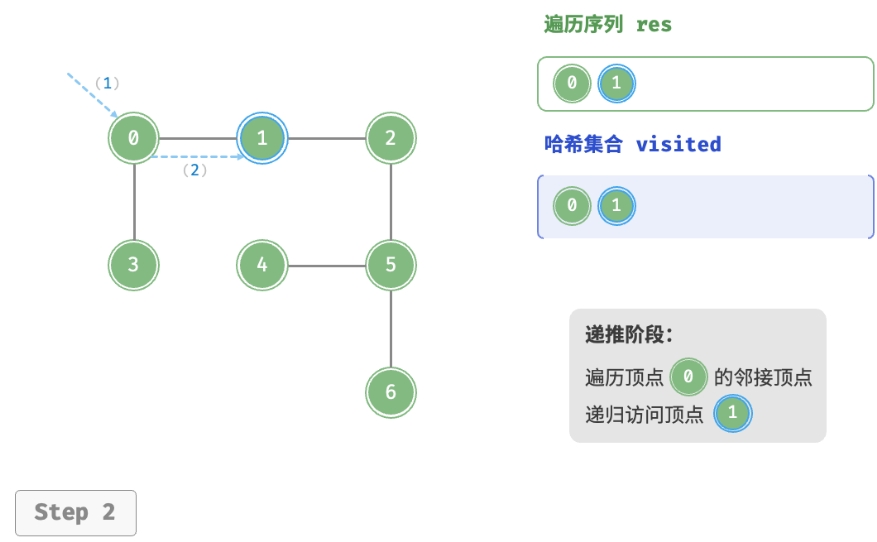 遍历序列 res
0 1
哈希集合 visited
0 1
(1)
0 1 2
(2)
3 4 5
6
递推阶段:
遍历顶点 0 的邻接顶点
递归访问顶点 1
Step 2